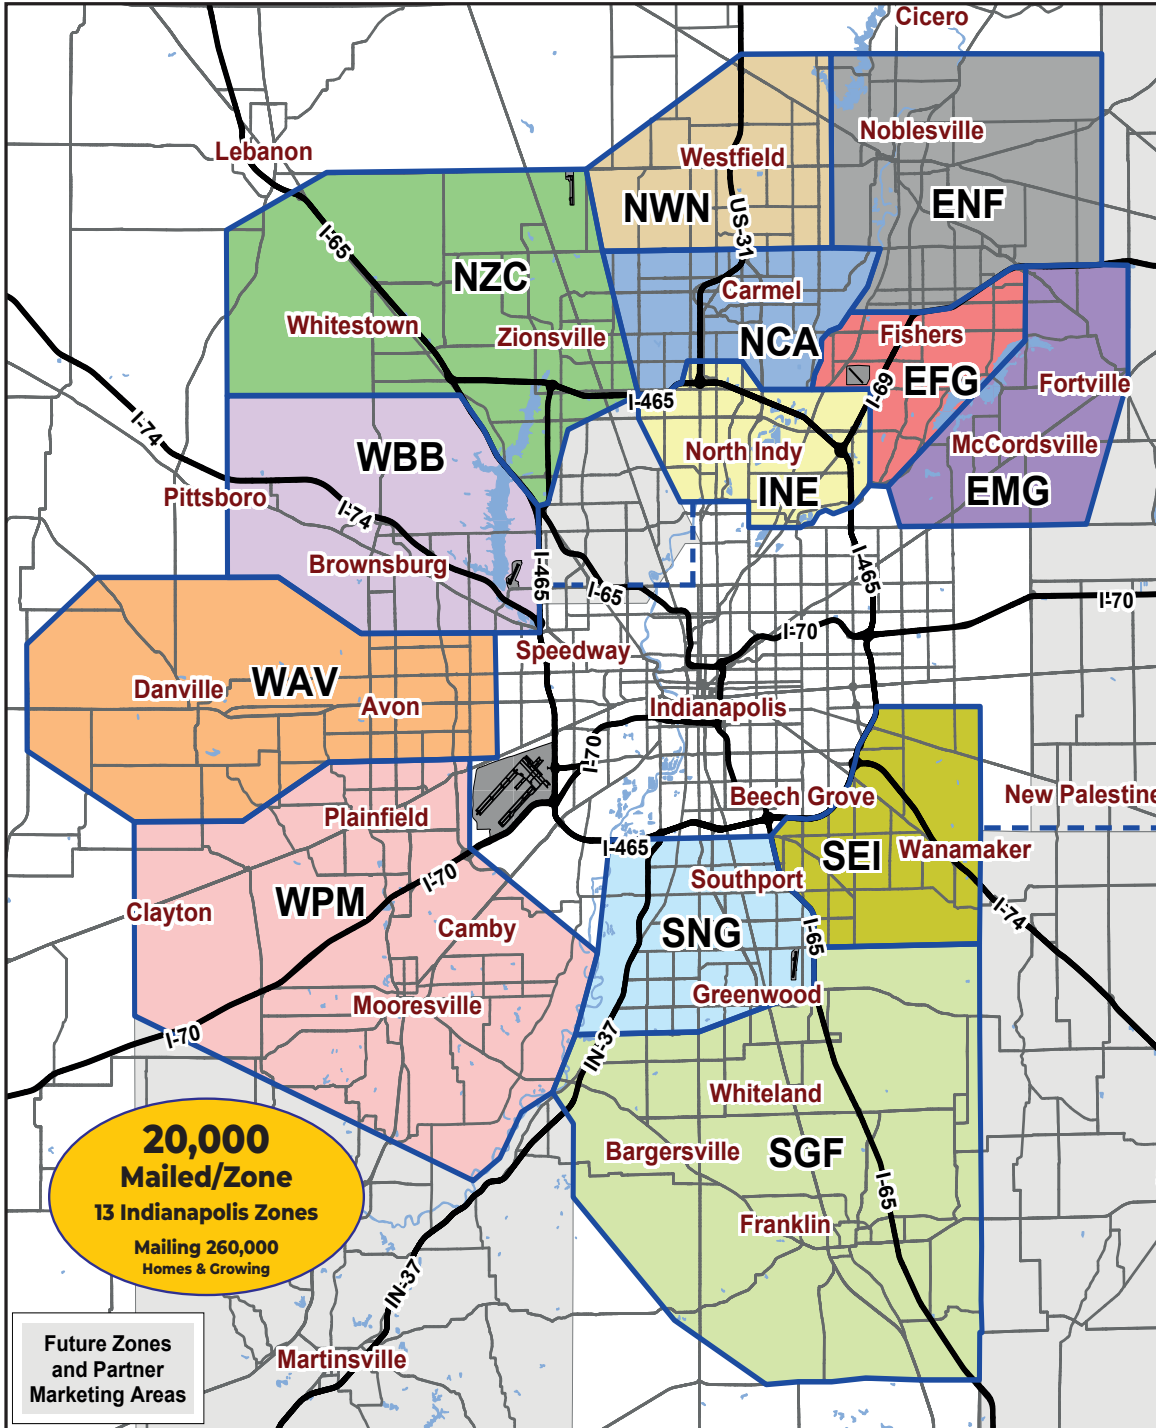 Cicero
Noblesville
Lebanon
Westfield
NWN
ENF
US-31
I-65
NZC
Carmel
Whitestown
Zionsville
NCA
Fishers
EFG
Fortville
I-69
I-465
I-74
WBB
North Indy
McCordsville
Pittsboro
INE
EMG
I-74
Brownsburg
I-465
I-65
I-465
I-70
I-70
Speedway
Danville
WAV
Avon
Indianapolis
I-70
Plainfield
Beech Grove
New Palestine
I-465
SEI
Wanamaker
I-70
Southport
WPM
Clayton
Camby
SNG
I-65
I-74
Mooresville
Greenwood
I-70
IN-37
Whiteland
20,000
Mailed/Zone
13 Indianapolis Zones
Mailing 260,000
Homes & Growing
Bargersville
SGF
I-65
Franklin
IN-37
Future Zones
and Partner
Marketing Areas
Martinsville